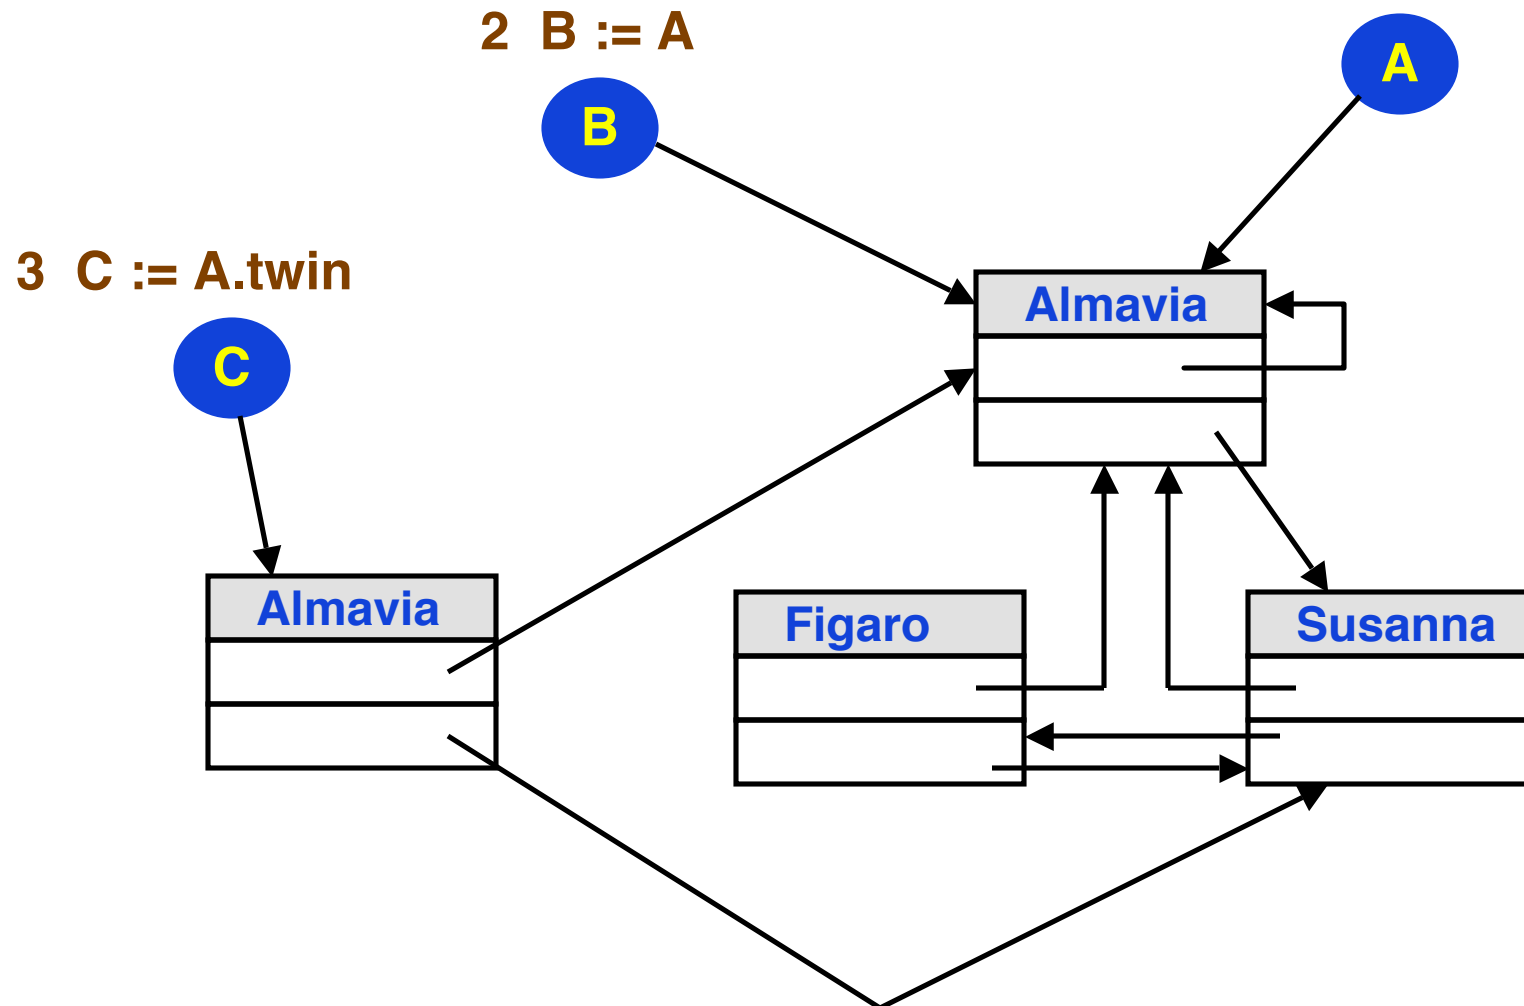 2 B := A
A
B
3 C := A.twin
Almavia
C
Almavia
Figaro
Susanna